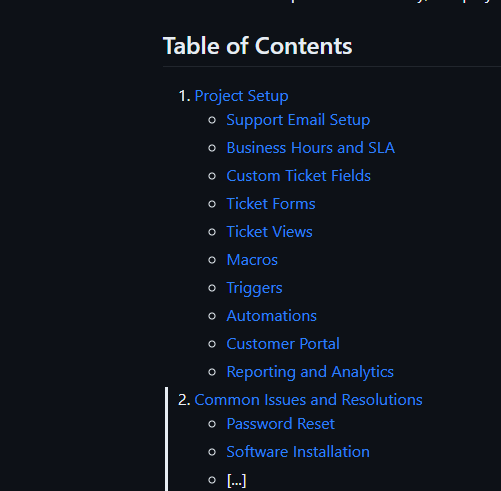 Table of Contents
1. Project Setup
Support Email Setup
Business Hours and SLA
Custom Ticket Fields
Ticket Forms
Ticket Views
Macros
Triggers
Automations
Customer Portal
Reporting and Analytics
2. Common Issues and Resolutions
Password Reset
Software Installation
[...]